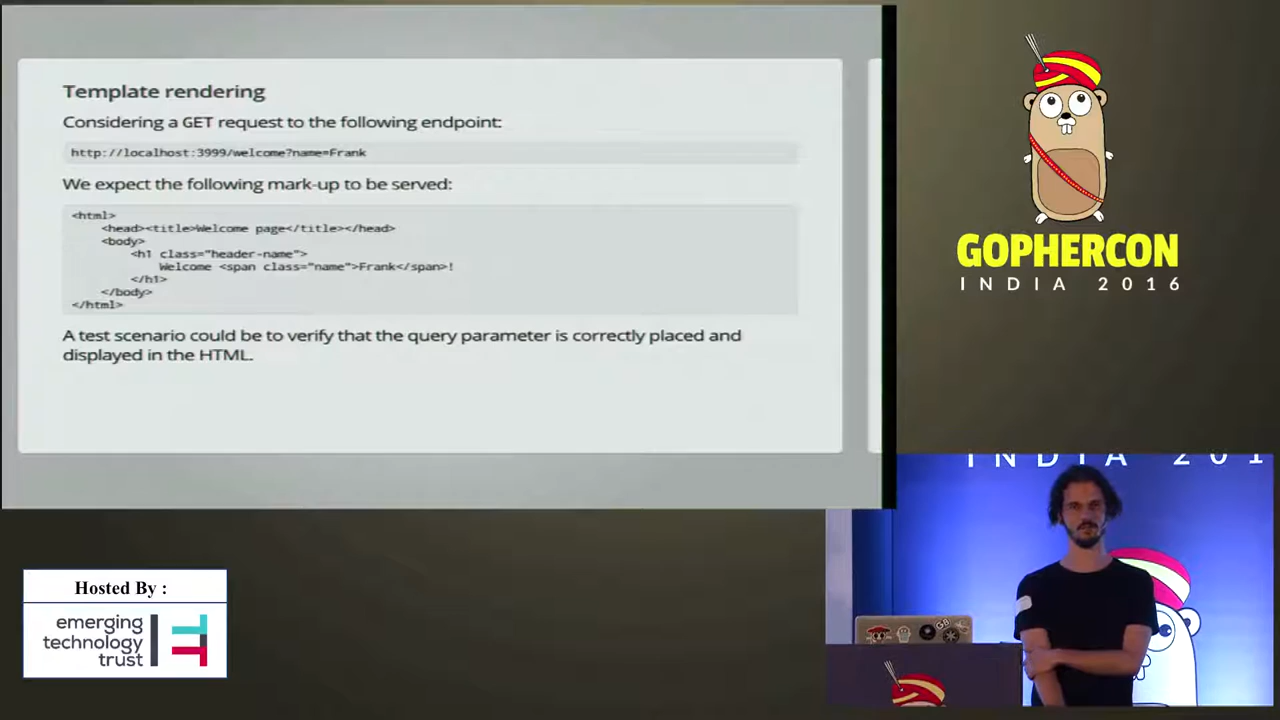 Template rendering
Considering a GET request to the following endpoint:
http://localhost:3999/welcome?name=Frank
We expect the following mark-up to be served:
<html>
<head><title>Welcome page</title></head>
<body>
<h1 class="header-name">
Welcome <span class="name">Frank</span>!
</h1>
</body>
</html>
A test scenario could be to verify that the query parameter is correctly placed and
displayed in the HTML.
GOPHERCON
INDIA 2016
INDIA 201
G8
Hosted By :
emerging
technology
trust